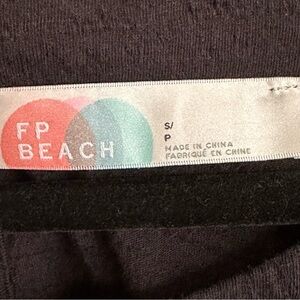 FP
BEACH
S/
P
MADE IN CHINA
FABRIQUÉ EN CHINE